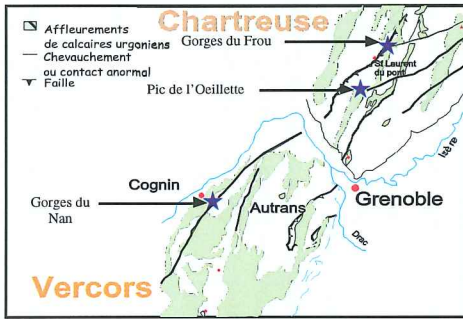 Chartreuse
Affleurements
de calcaires urgoniens
Chevauchement
ou contact anormal
Faille
Gorges du Frou
St Laurent
du pont
Pic de l'Oeillette
Isère
Cognin
Grenoble
Gorges du
Nan
Autrans
Drac
Vercors